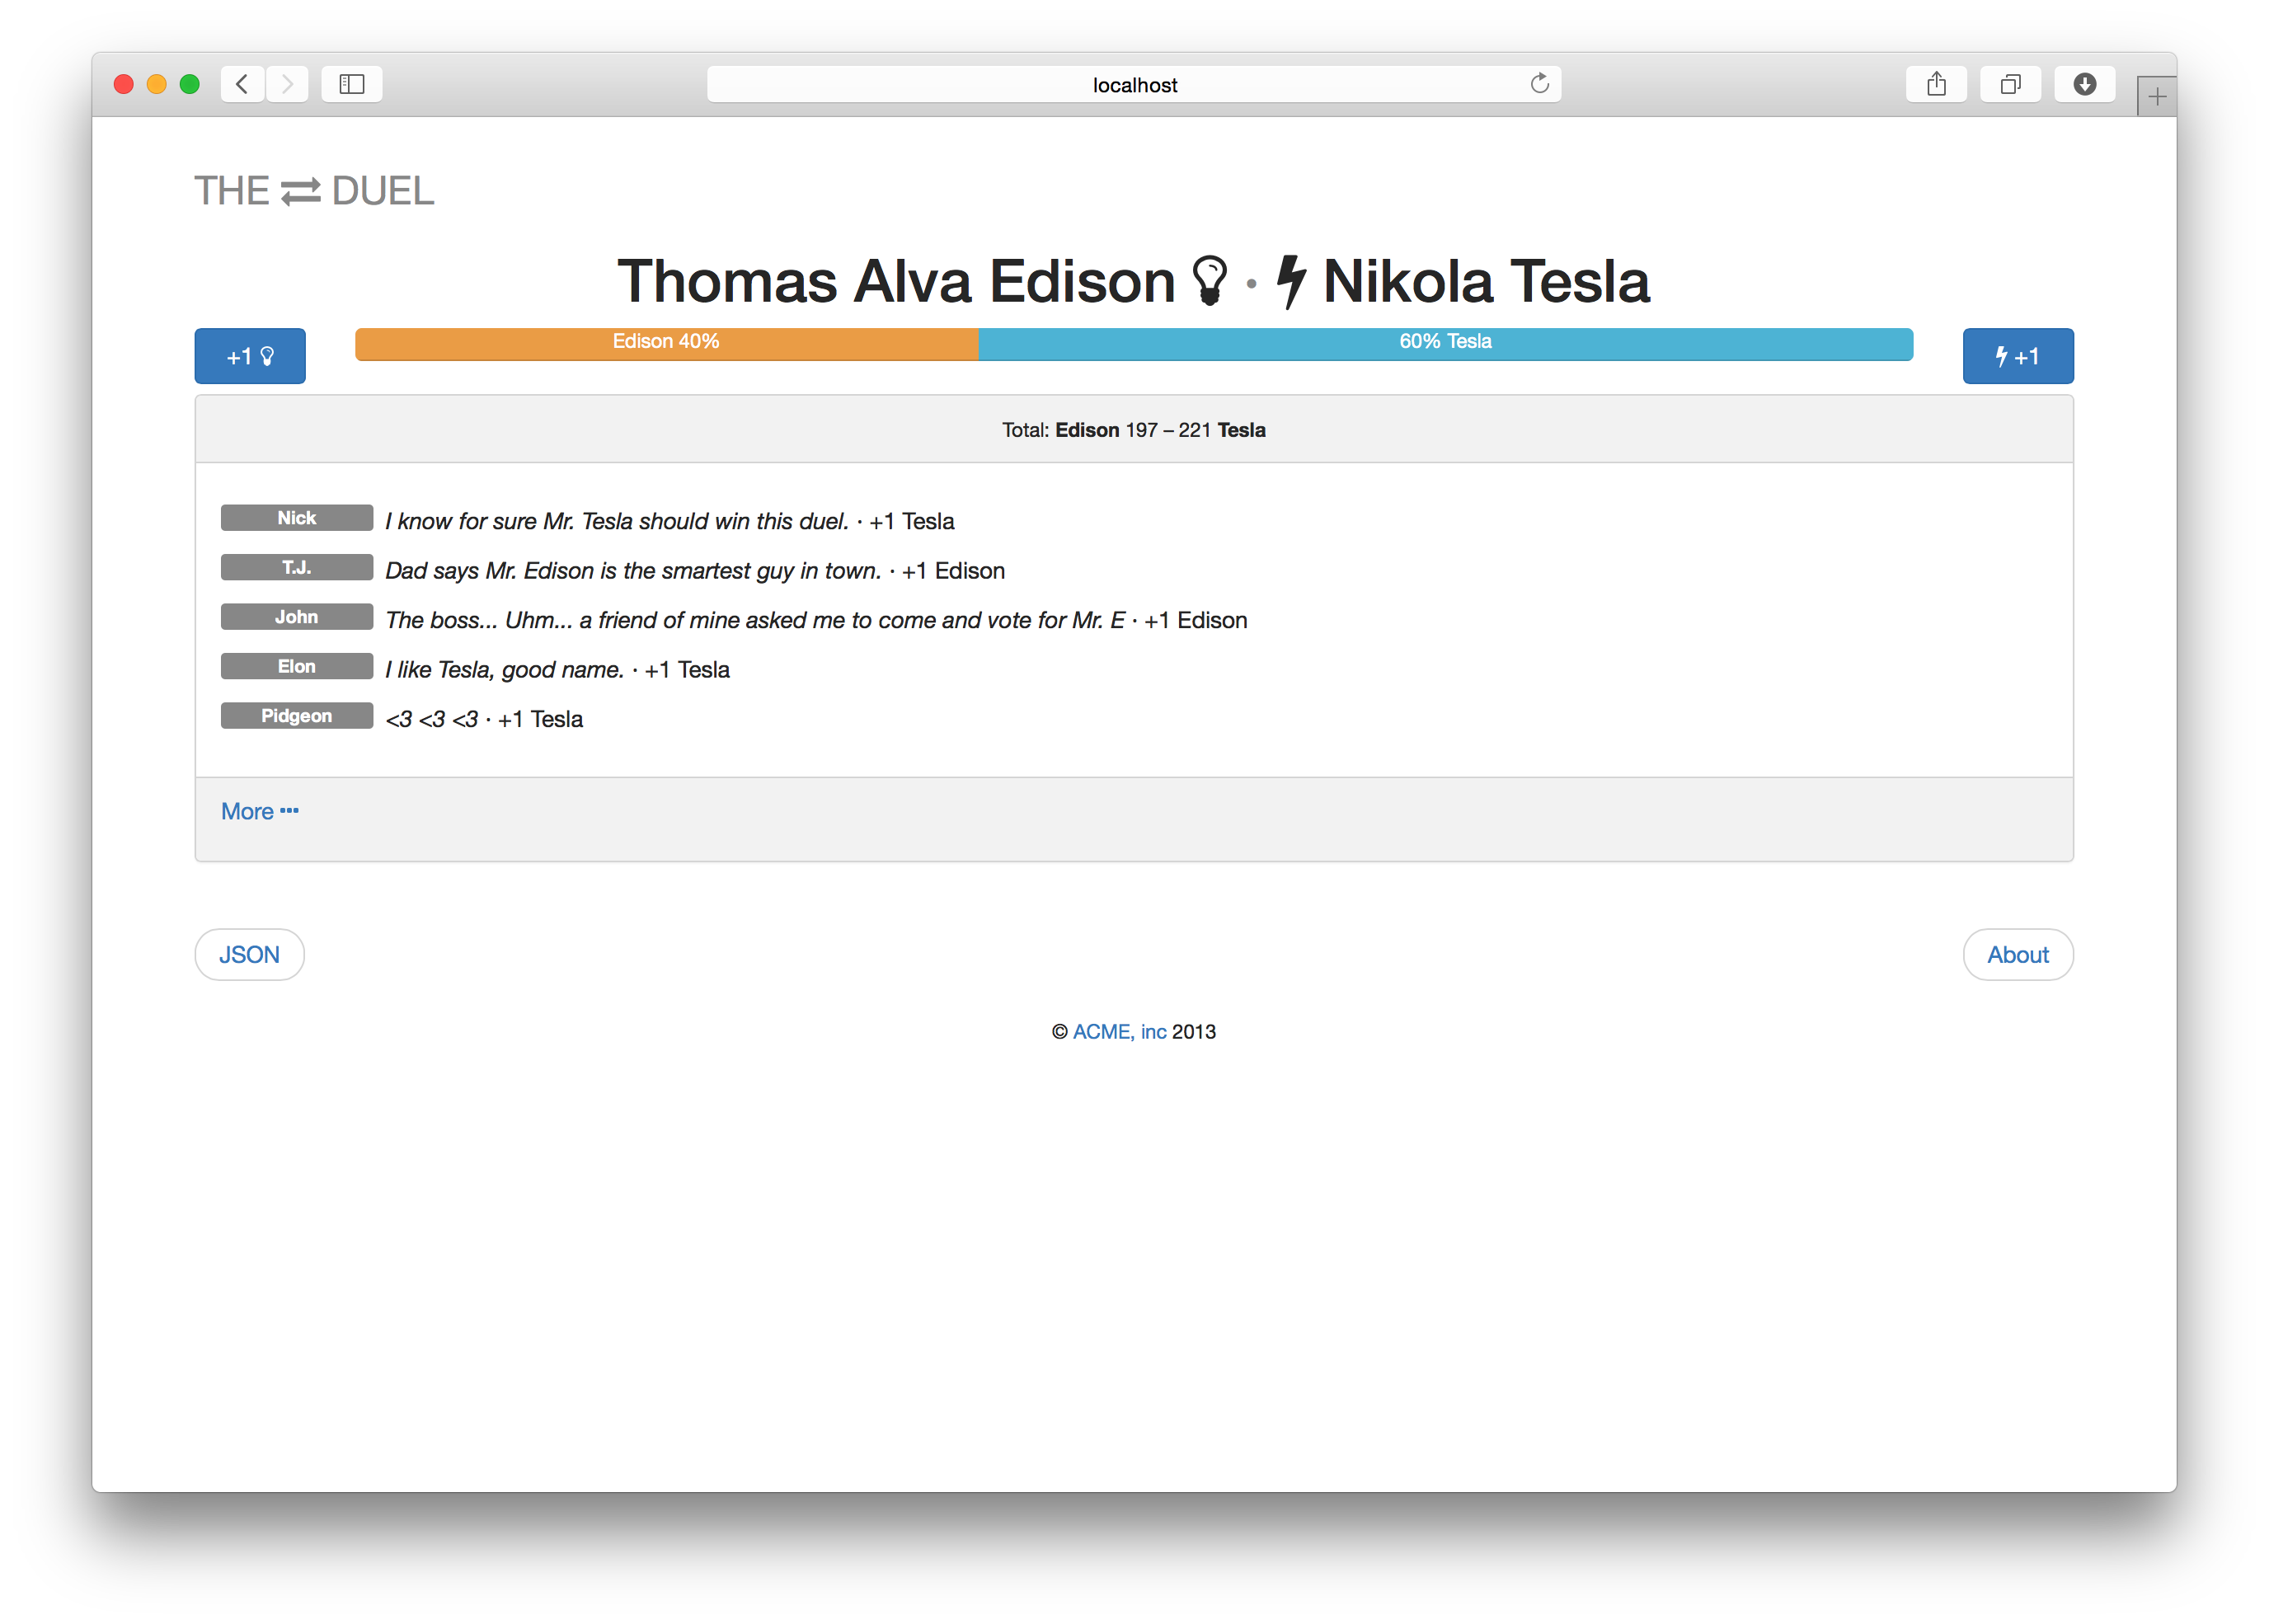 localhost
THE DUEL
Thomas Alva Edison · Nikola Tesla
+1
Edison 40%
60% Tesla
+1
Total: Edison 197 – 221 Tesla
Nick I know for sure Mr. Tesla should win this duel. · +1 Tesla
T.J. Dad says Mr. Edison is the smartest guy in town. · +1 Edison
John The boss... Uhm... a friend of mine asked me to come and vote for Mr. E · +1 Edison
Elon I like Tesla, good name. · +1 Tesla
Pidgeon <3 <3 <3 · +1 Tesla
More •••
JSON
About
© ACME, inc 2013